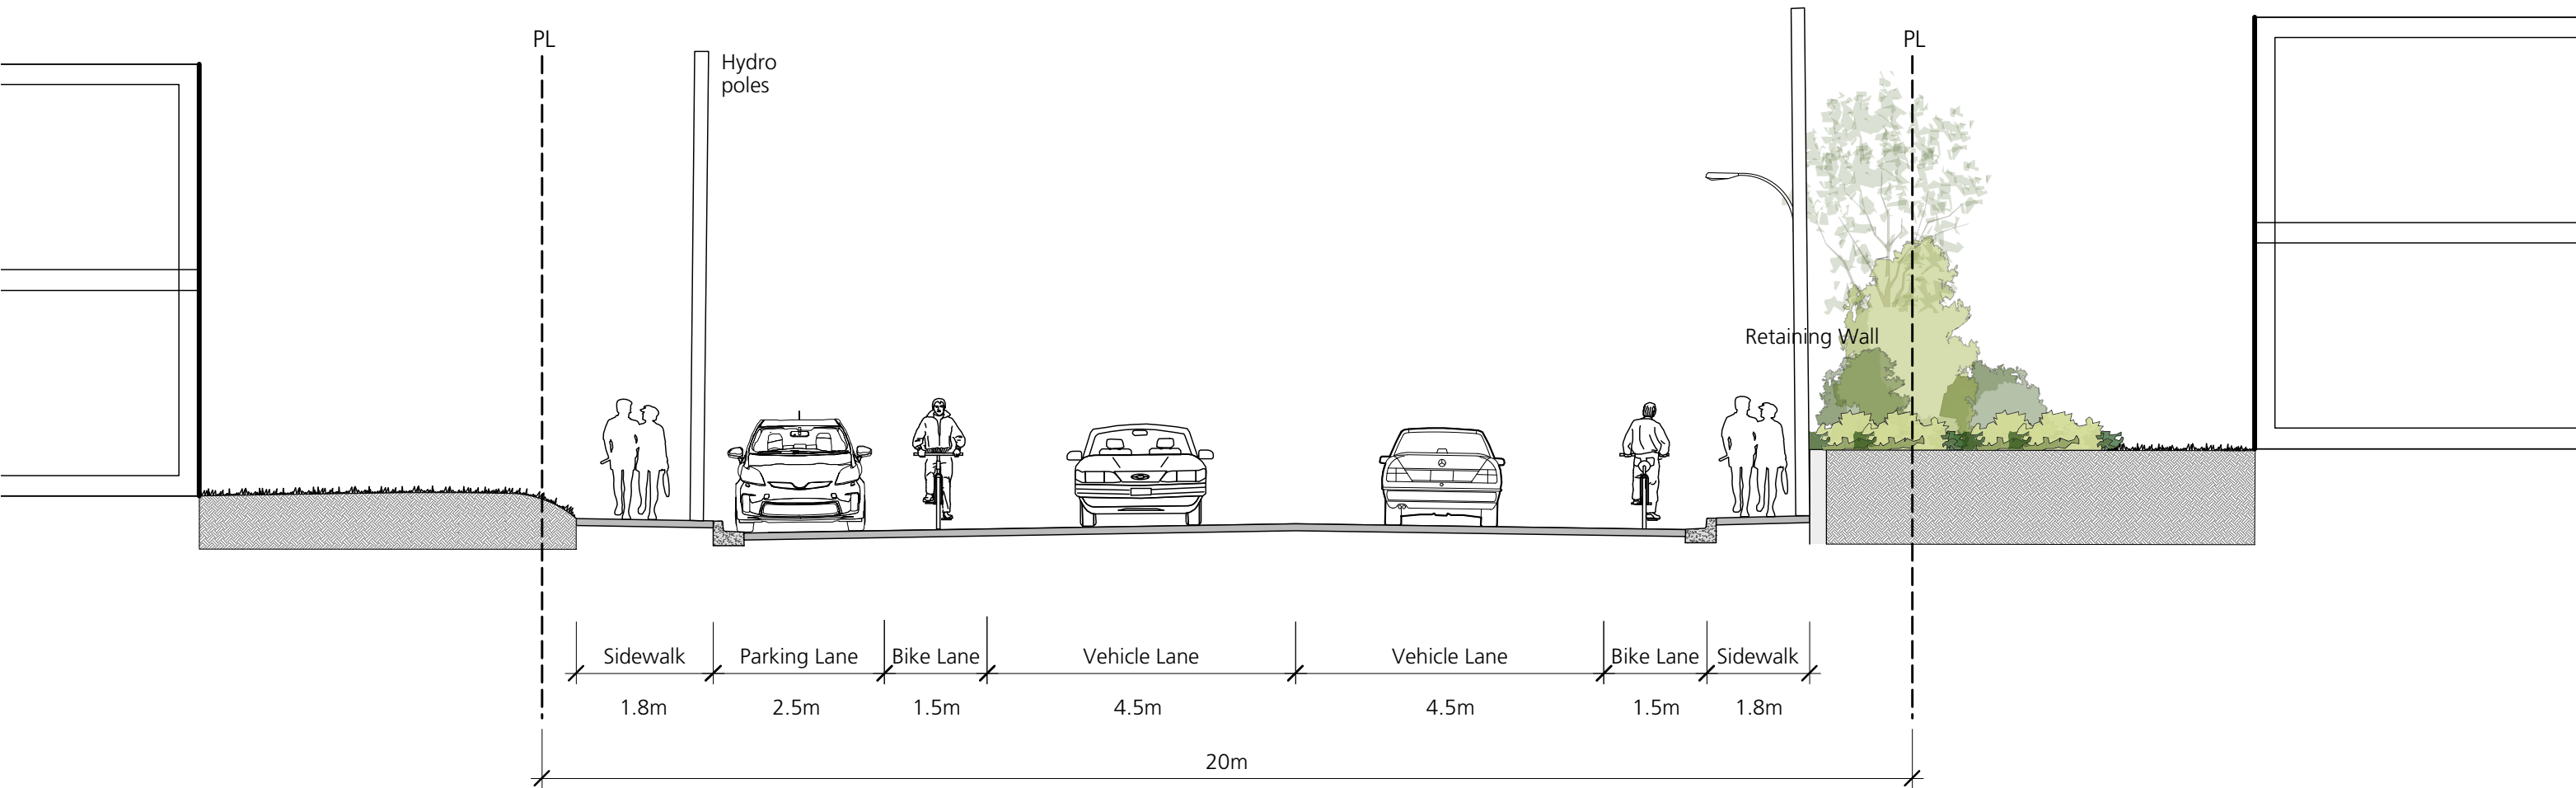 PL
PL
Hydro
poles
Retaining Wall
Sidewalk
Parking Lane
Bike Lane
Vehicle Lane
Vehicle Lane
Bike Lane
Sidewalk
1.8m
2.5m
1.5m
4.5m
4.5m
1.5m
1.8m
20m